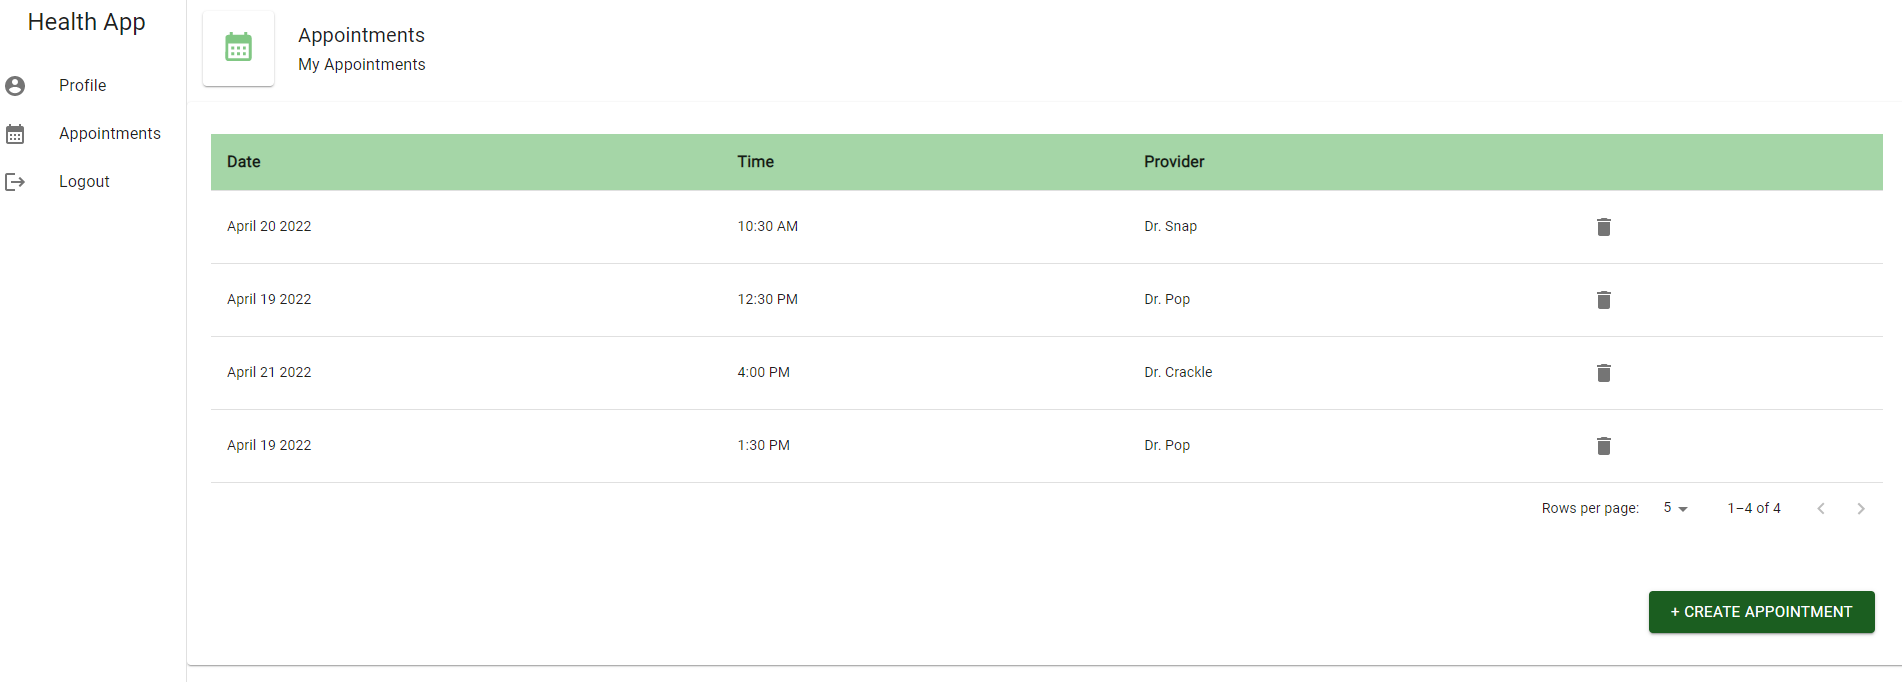 Health App
Profile
Appointments
Logout
Appointments
My Appointments
Date Time Provider
April 20 2022 10:30 AM Dr. Snap
April 19 2022 12:30 PM Dr. Pop
April 21 2022 4:00 PM Dr. Crackle
April 19 2022 1:30 PM Dr. Pop
Rows per page: 5 1–4 of 4
+ CREATE APPOINTMENT